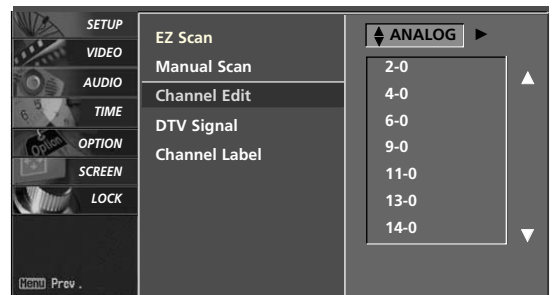 SETUP
VIDEO
AUDIO
TIME
Option
OPTION
SCREEN
LOCK
Menu Prev.
EZ Scan
Manual Scan
Channel Edit
DTV Signal
Channel Label
ANALOG
2-0
4-0
6-0
9-0
11-0
13-0
14-0